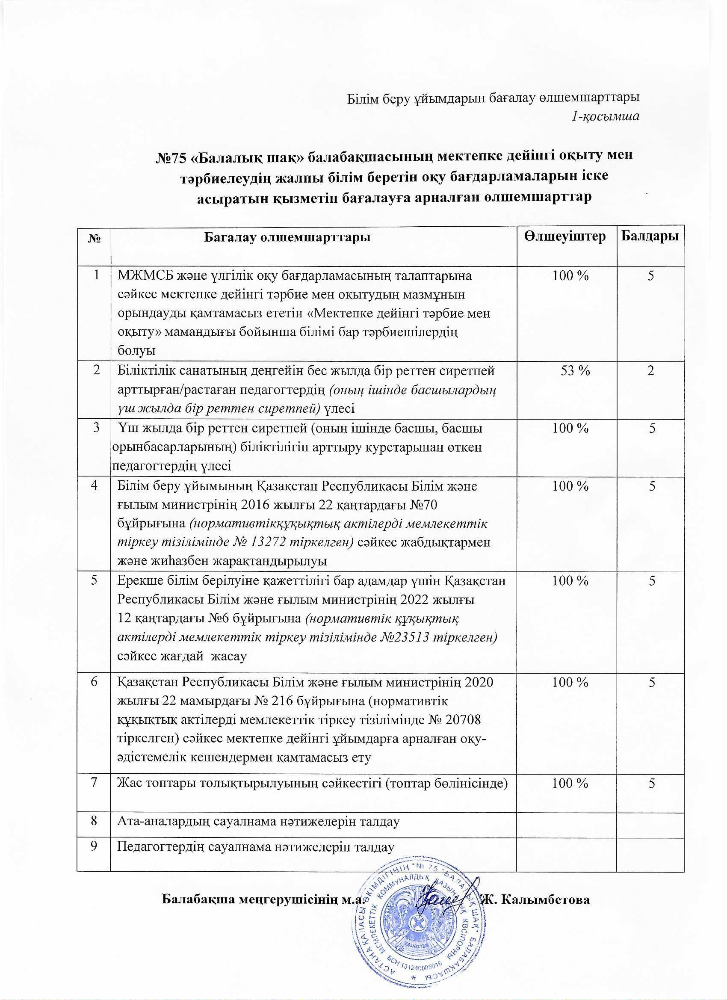 Білім беру ұйымдарын бағалау өлшемшарттары
1-қосымша
№75 «Балалық шақ» балабақшасының мектепке дейінгі оқыту мен
тәрбиелеудің жалпы білім беретін оқу бағдарламаларын іске
асыратын қызметін бағалауға арналған өлшемшарттар
№ Бағалау өлшемшарттары Өлшеуіштер Балдары
1 МЖМСБ және үлгілік оқу бағдарламасының талаптарына 100 % 5
сәйкес мектепке дейінгі тәрбие мен оқытудың мазмұнын
орындауды қамтамасыз ететін «Мектепке дейінгі тәрбие мен
оқыту» мамандығы бойынша білімі бар тәрбиешілердің
болуы
2 Біліктілік санатының деңгейін бес жылда бір реттен сиретпей 53 % 2
арттырған/растаған педагогтердің (оның ішінде басшылардың
үш жылда бір реттен сиретпей) үлесі
3 Үш жылда бір реттен сиретпей (оның ішінде басшы, басшы 100 % 5
орынбасарларының) біліктілігін арттыру курстарынан өткен
педагогтердің үлесі
4 Білім беру ұйымының Қазақстан Республикасы Білім және 100 % 5
ғылым министрінің 2016 жылғы 22 қаңтардағы №70
бұйрығына (нормативтікқұқықтық актілерді мемлекеттік
тіркеу тізілімінде № 13272 тіркелген) сәйкес жабдықтармен
және жиһазбен жарақтандырылуы
5 Ерекше білім берілуіне қажеттілігі бар адамдар үшін Қазақстан 100 % 5
Республикасы Білім және ғылым министрінің 2022 жылғы
12 қаңтардағы №6 бұйрығына (нормативтік құқықтық
актілерді мемлекеттік тіркеу тізілімінде №23513 тіркелген)
сәйкес жағдай жасау
6 Қазақстан Республикасы Білім және ғылым министрінің 2020 100 % 5
жылғы 22 мамырдағы № 216 бұйрығына (нормативтік
құқықтық актілерді мемлекеттік тіркеу тізілімінде № 20708
тіркелген) сәйкес мектепке дейінгі ұйымдарға арналған оқу-
әдістемелік кешендермен қамтамасыз ету
7 Жас топтары толықтырылуының сәйкестігі (топтар бөлінісінде) 100 % 5
8 Ата-аналардың сауалнама нәтижелерін талдау
9 Педагогтердің сауалнама нәтижелерін талдау
Балабақша меңгерушісінің м.а. Ж. Калымбетова
АСТАНА ҚАЛАСЫ ӘКІМДІГІНІҢ "№ 75 "БАЛАЛЫҚ ШАҚ" БАЛАБАҚШАСЫ
МЕМЛЕКЕТТІК КОММУНАЛДЫҚ ҚАЗЫНАЛЫҚ КӘСІПОРНЫ
БСН 131240005016
ҚАЗАҚСТАН